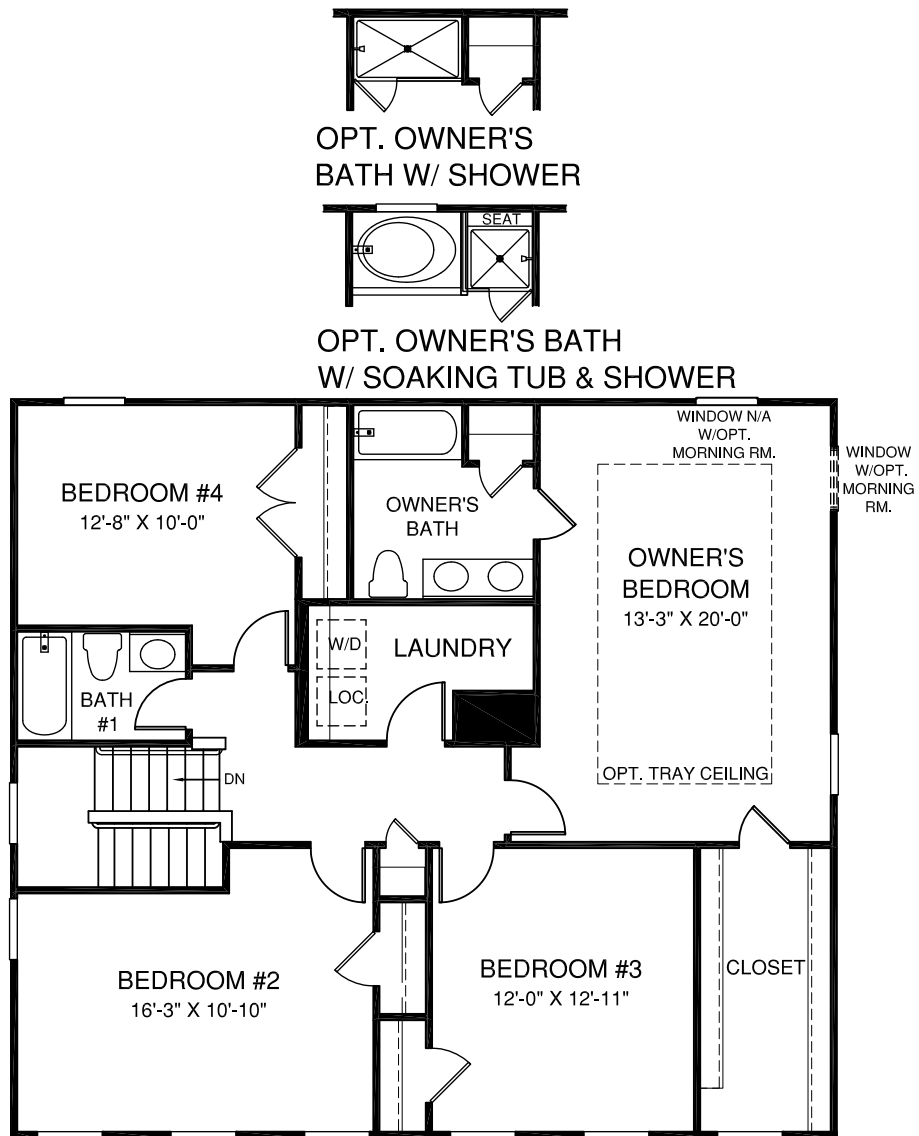 OPT. OWNER'S
BATH W/ SHOWER
SEAT
OPT. OWNER'S BATH
W/ SOAKING TUB & SHOWER
BEDROOM #4
12'-8" X 10'-0"
OWNER'S
BATH
WINDOW N/A
W/OPT.
MORNING RM.
WINDOW
W/OPT.
MORNING
RM.
OWNER'S
BEDROOM
13'-3" X 20'-0"
W/D
LOC.
LAUNDRY
BATH
#1
DN
OPT. TRAY CEILING
BEDROOM #2
16'-3" X 10'-10"
BEDROOM #3
12'-0" X 12'-11"
CLOSET